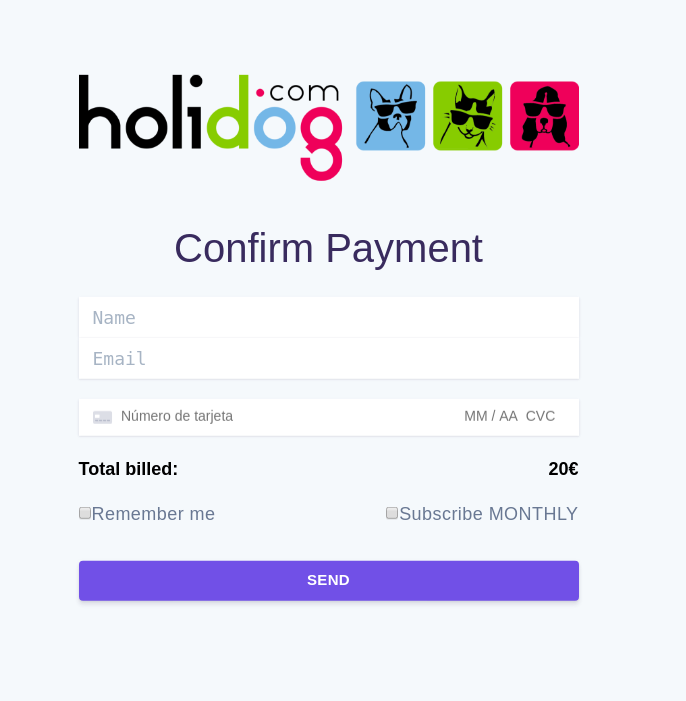 holidog.com
Confirm Payment
Name
Email
Número de tarjeta MM / AA CVC
Total billed: 20€
Remember me Subscribe MONTHLY
SEND